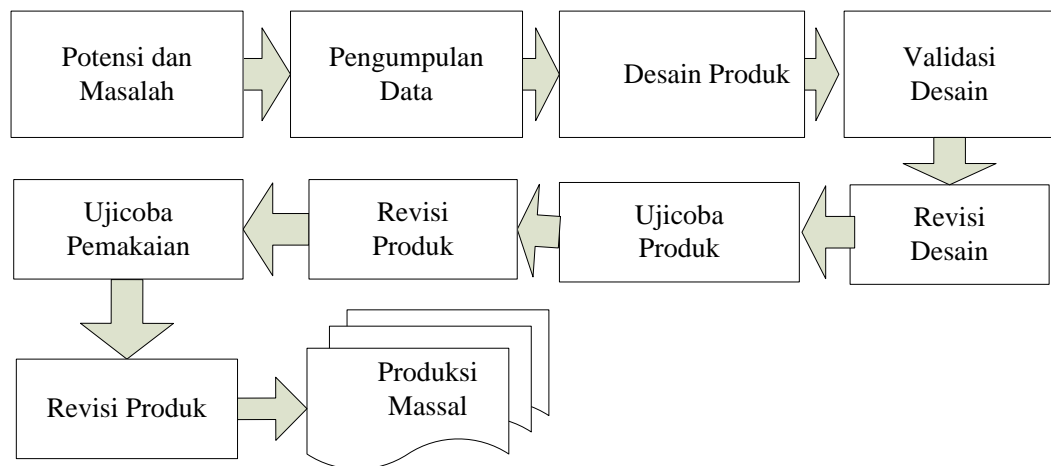 Potensi dan
Masalah
Pengumpulan
Data
Desain Produk
Validasi
Desain
Revisi
Desain
Ujicoba
Produk
Revisi
Produk
Ujicoba
Pemakaian
Revisi Produk
Produksi
Massal